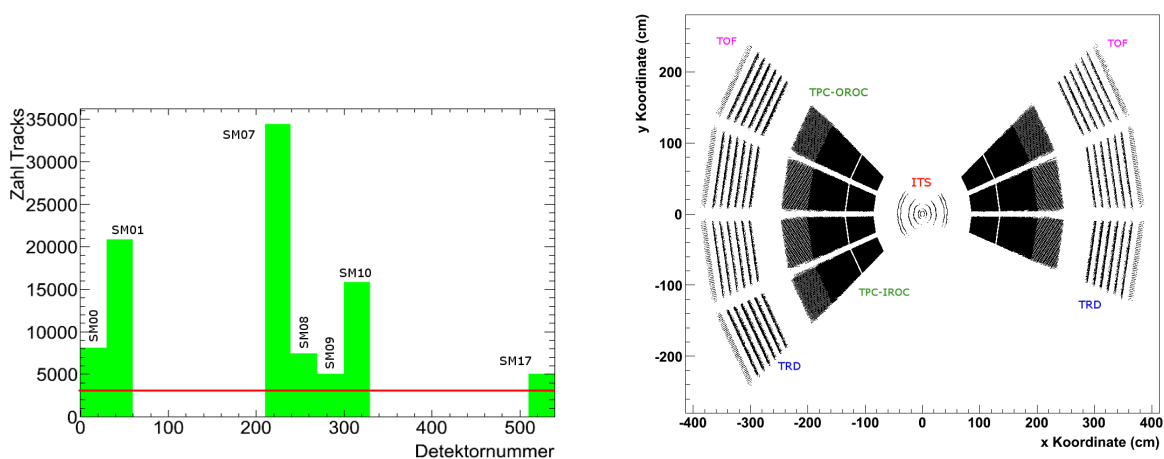 35000
30000
25000
20000
15000
10000
5000
0
Zahl Tracks
SM00
SM01
SM07
SM08
SM09
SM10
SM17
0
100
200
300
400
500
Detektornummer
y Koordinate (cm)
200
100
0
-100
-200
TOF
TOF
TPC-OROC
ITS
TPC-IROC
TRD
TRD
-400
-300
-200
-100
0
100
200
300
400
x Koordinate (cm)